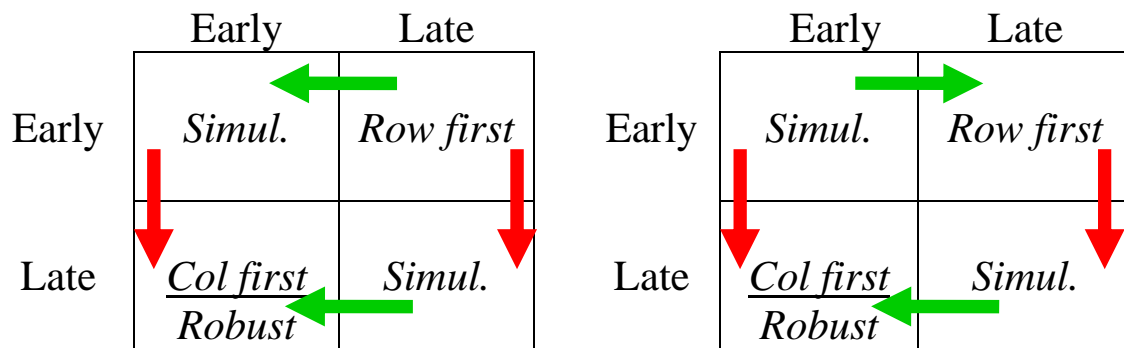 Early Late
Early Simul. Row first
Late Col first Simul.
Robust
Early Late
Early Simul. Row first
Late Col first Simul.
Robust